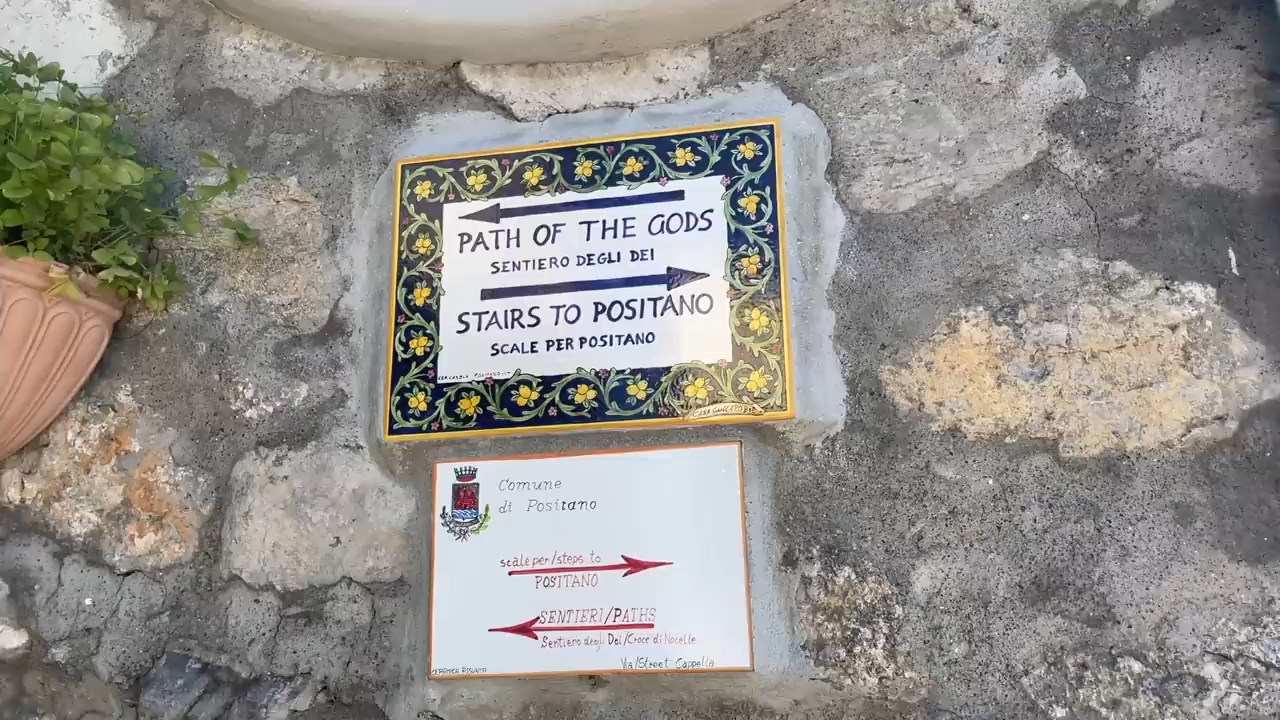 PATH OF THE GODS
SENTIERO DEGLI DEI
STAIRS TO POSITANO
SCALE PER POSITANO
Comune
di Positano
scale per/steps to
POSITANO
SENTIERI/PATHS
Sentiero degli Dei/Croce di Nocelle
Via/Street Cappella